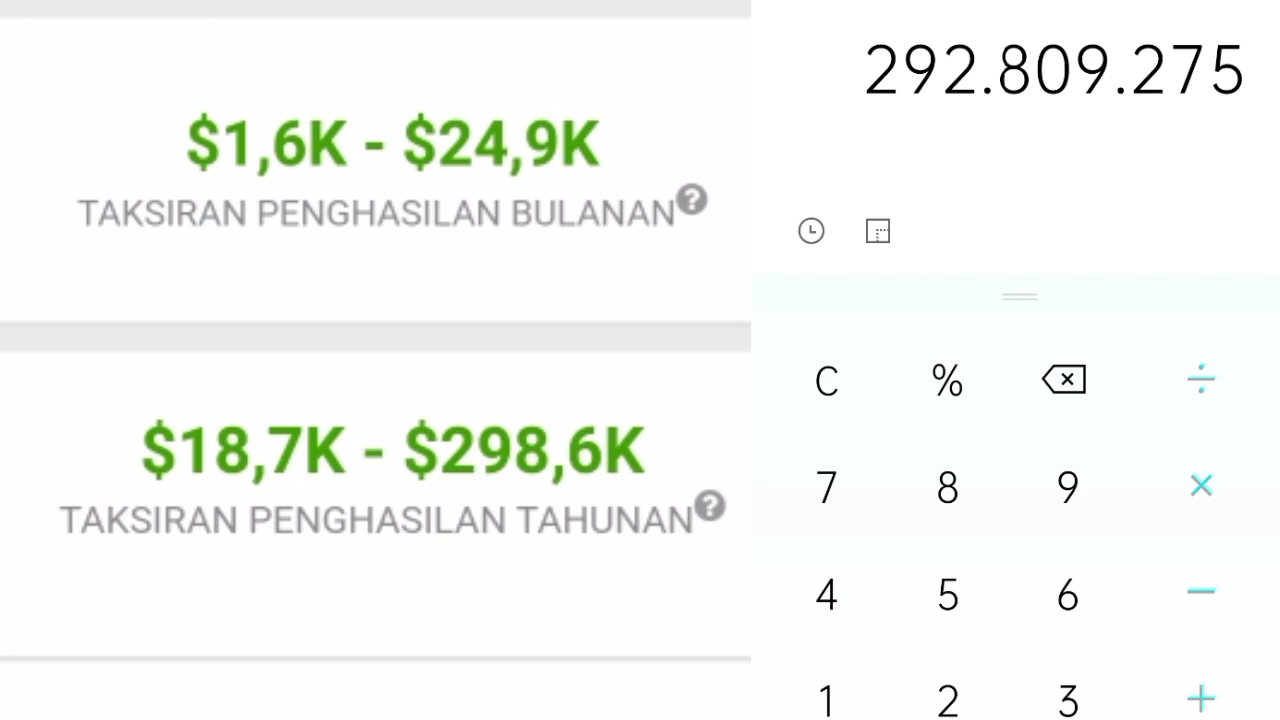 $1,6K - $24,9K
TAKSIRAN PENGHASILAN BULANAN ?
$18,7K - $298,6K
TAKSIRAN PENGHASILAN TAHUNAN ?
292.809.275
C % ÷
7 8 9 ×
4 5 6 −
1 2 3 +